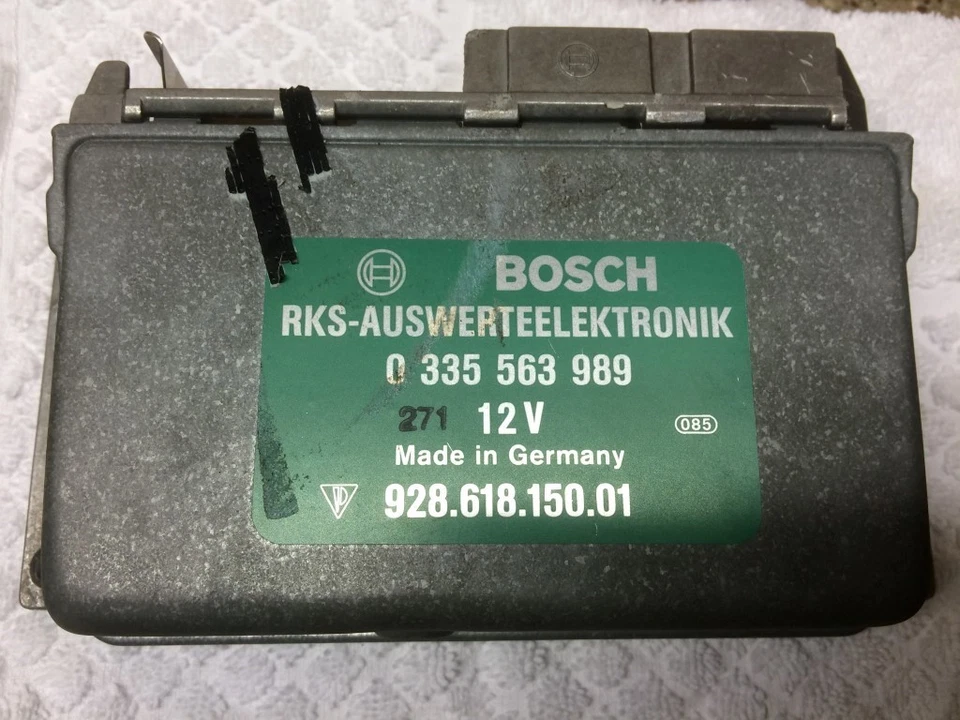 BOSCH
RKS-AUSWERTEELEKTRONIK
0 335 563 989
271 12 V
085
Made in Germany
928.618.150.01